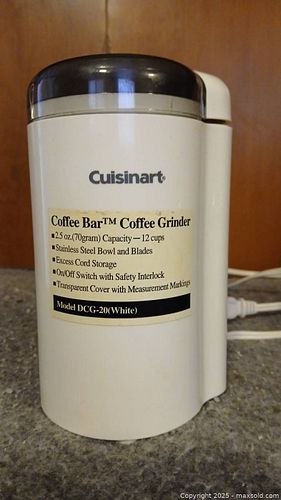 Cuisinart®
Coffee Bar™ Coffee Grinder
▪2.5 oz.(70gram) Capacity — 12 cups
▪Stainless Steel Bowl and Blades
▪Excess Cord Storage
▪On/Off Switch with Safety Interlock
▪Transparent Cover with Measurement Markings
Model DCG-20(White)
Copyright 2025 - maxsold.com